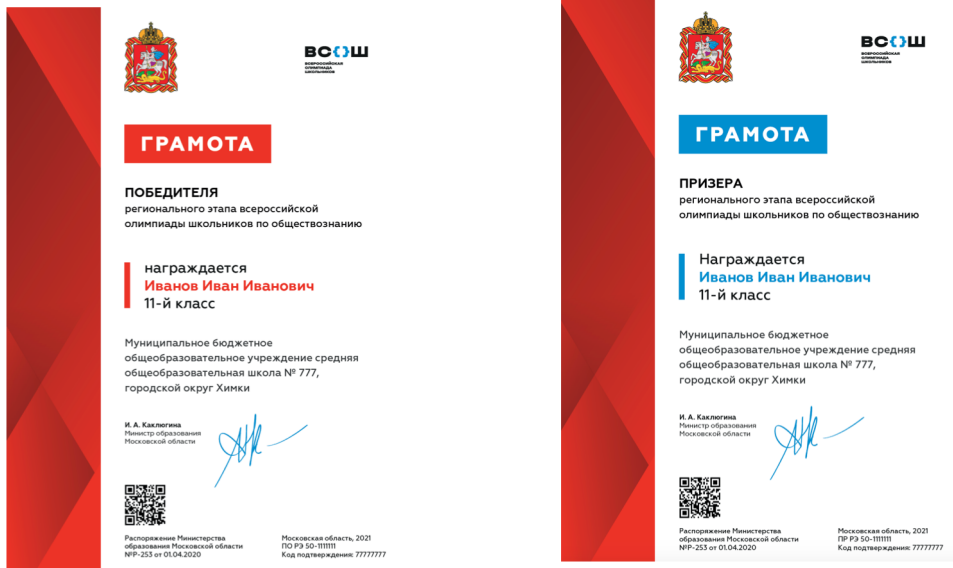 ВСОШ
ВСЕРОССИЙСКАЯ
ОЛИМПИАДА
ШКОЛЬНИКОВ
ГРАМОТА
ПОБЕДИТЕЛЯ
регионального этапа всероссийской
олимпиады школьников по обществознанию
награждается
Иванов Иван Иванович
11-й класс
Муниципальное бюджетное
общеобразовательное учреждение средняя
общеобразовательная школа № 777,
городской округ Химки
И. А. Каклюгина
Министр образования
Московской области
Распоряжение Министерства
образования Московской области
№Р-253 от 01.04.2020
Московская область, 2021
ПО РЭ 50-1111111
Код подтверждения: 77777777
ВСОШ
ВСЕРОССИЙСКАЯ
ОЛИМПИАДА
ШКОЛЬНИКОВ
ГРАМОТА
ПРИЗЕРА
регионального этапа всероссийской
олимпиады школьников по обществознанию
Награждается
Иванов Иван Иванович
11-й класс
Муниципальное бюджетное
общеобразовательное учреждение средняя
общеобразовательная школа № 777,
городской округ Химки
И. А. Каклюгина
Министр образования
Московской области
Распоряжение Министерства
образования Московской области
№Р-253 от 01.04.2020
Московская область, 2021
ПР РЭ 50-1111111
Код подтверждения: 77777777